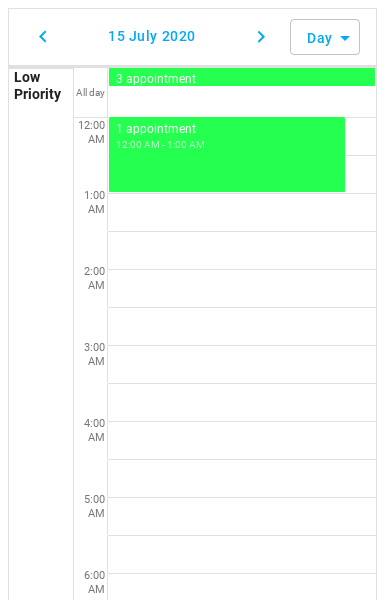 15 July 2020
Day
Low
Priority
All day
3 appointment
12:00
AM
1 appointment
12:00 AM - 1:00 AM
1:00
AM
2:00
AM
3:00
AM
4:00
AM
5:00
AM
6:00
AM